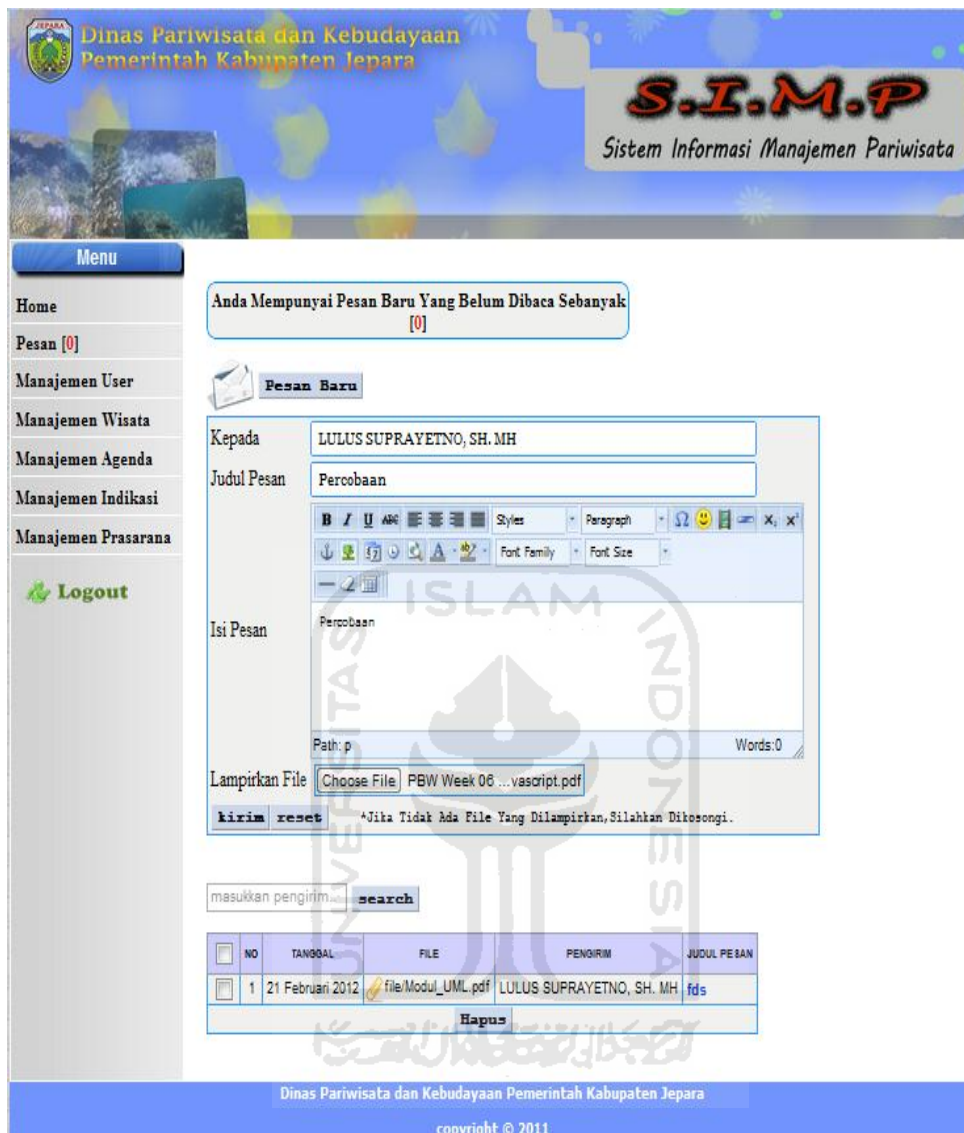 JEPARA
Dinas Pariwisata dan Kebudayaan
Pemerintah Kabupaten Jepara
S.I.M.P
Sistem Informasi Manajemen Pariwisata
Menu
Home
Pesan [0]
Manajemen User
Manajemen Wisata
Manajemen Agenda
Manajemen Indikasi
Manajemen Prasarana
Logout
Anda Mempunyai Pesan Baru Yang Belum Dibaca Sebanyak
[0]
Pesan Baru
Kepada LULUS SUPRAYETNO, SH. MH
Judul Pesan Percobaan
B I U ABC Styles Paragraph
Font Family Font Size
Isi Pesan Percobaan
Path: p Words:0
Lampirkan File Choose File PBW Week 06 ...vascript.pdf
kirim reset *Jika Tidak Ada File Yang Dilampirkan,Silahkan Dikosongi.
masukkan pengirim... search
NO TANGGAL FILE PENGIRIM JUDUL PESAN
1 21 Februari 2012 file/Modul_UML.pdf LULUS SUPRAYETNO, SH. MH fds
Hapus
UNIVERSITAS ISLAM INDONESIA
Dinas Pariwisata dan Kebudayaan Pemerintah Kabupaten Jepara
copyright © 2011